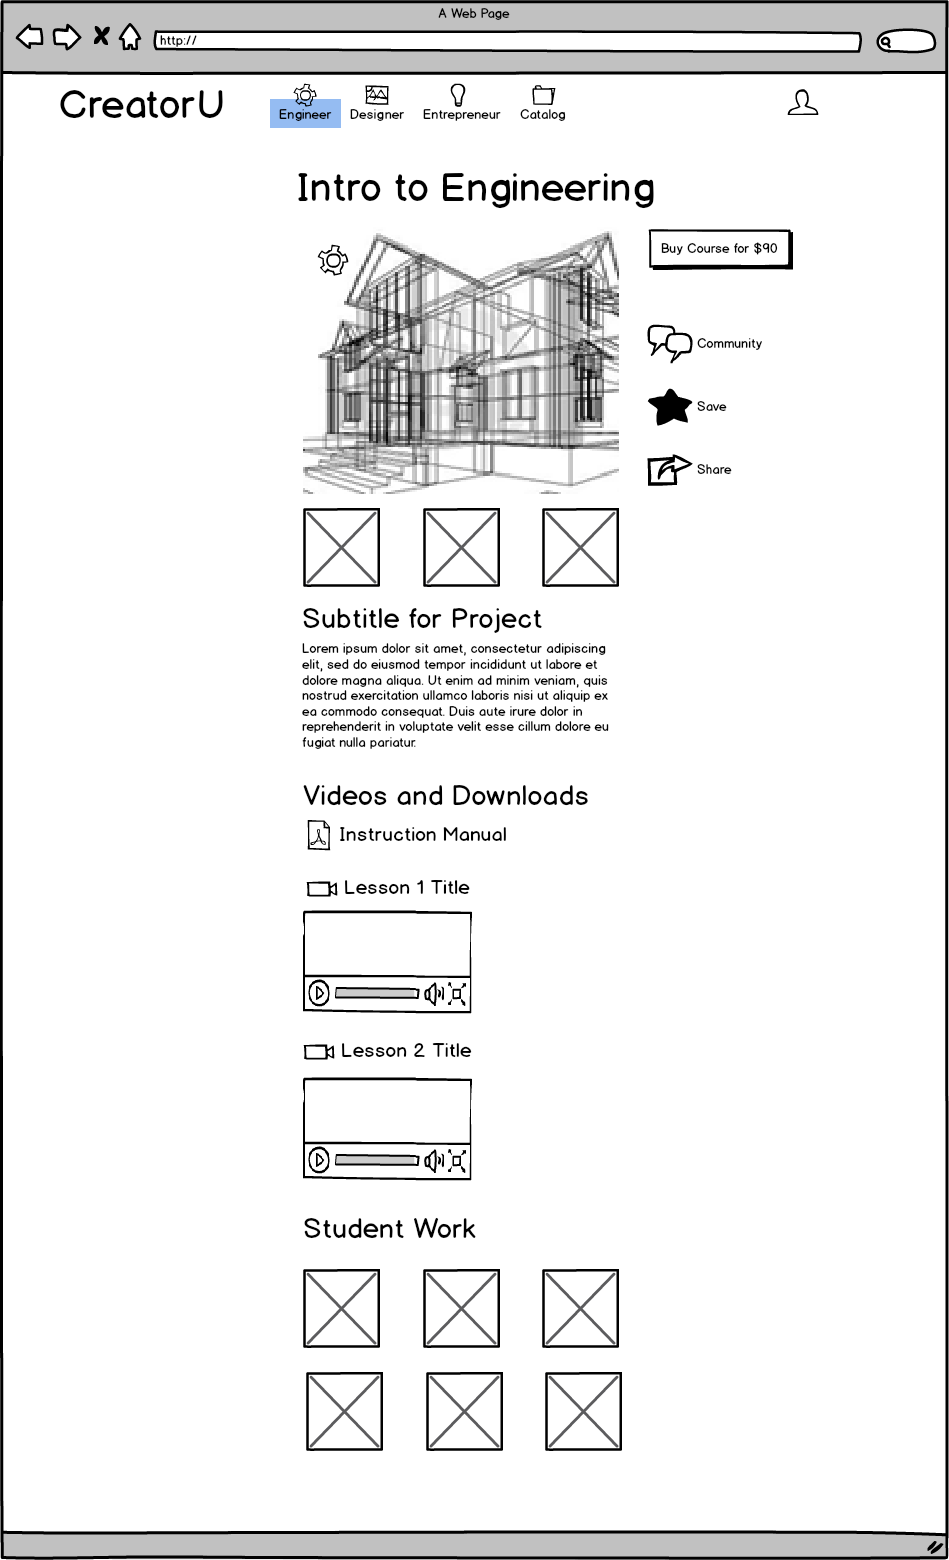 A Web Page
http://
CreatorU
Engineer
Designer
Entrepreneur
Catalog
Intro to Engineering
Buy Course for $90
Community
Save
Share
Subtitle for Project
Lorem ipsum dolor sit amet, consectetur adipiscing
elit, sed do eiusmod tempor incididunt ut labore et
dolore magna aliqua. Ut enim ad minim veniam, quis
nostrud exercitation ullamco laboris nisi ut aliquip ex
ea commodo consequat. Duis aute irure dolor in
reprehenderit in voluptate velit esse cillum dolore eu
fugiat nulla pariatur.
Videos and Downloads
Instruction Manual
Lesson 1 Title
Lesson 2 Title
Student Work